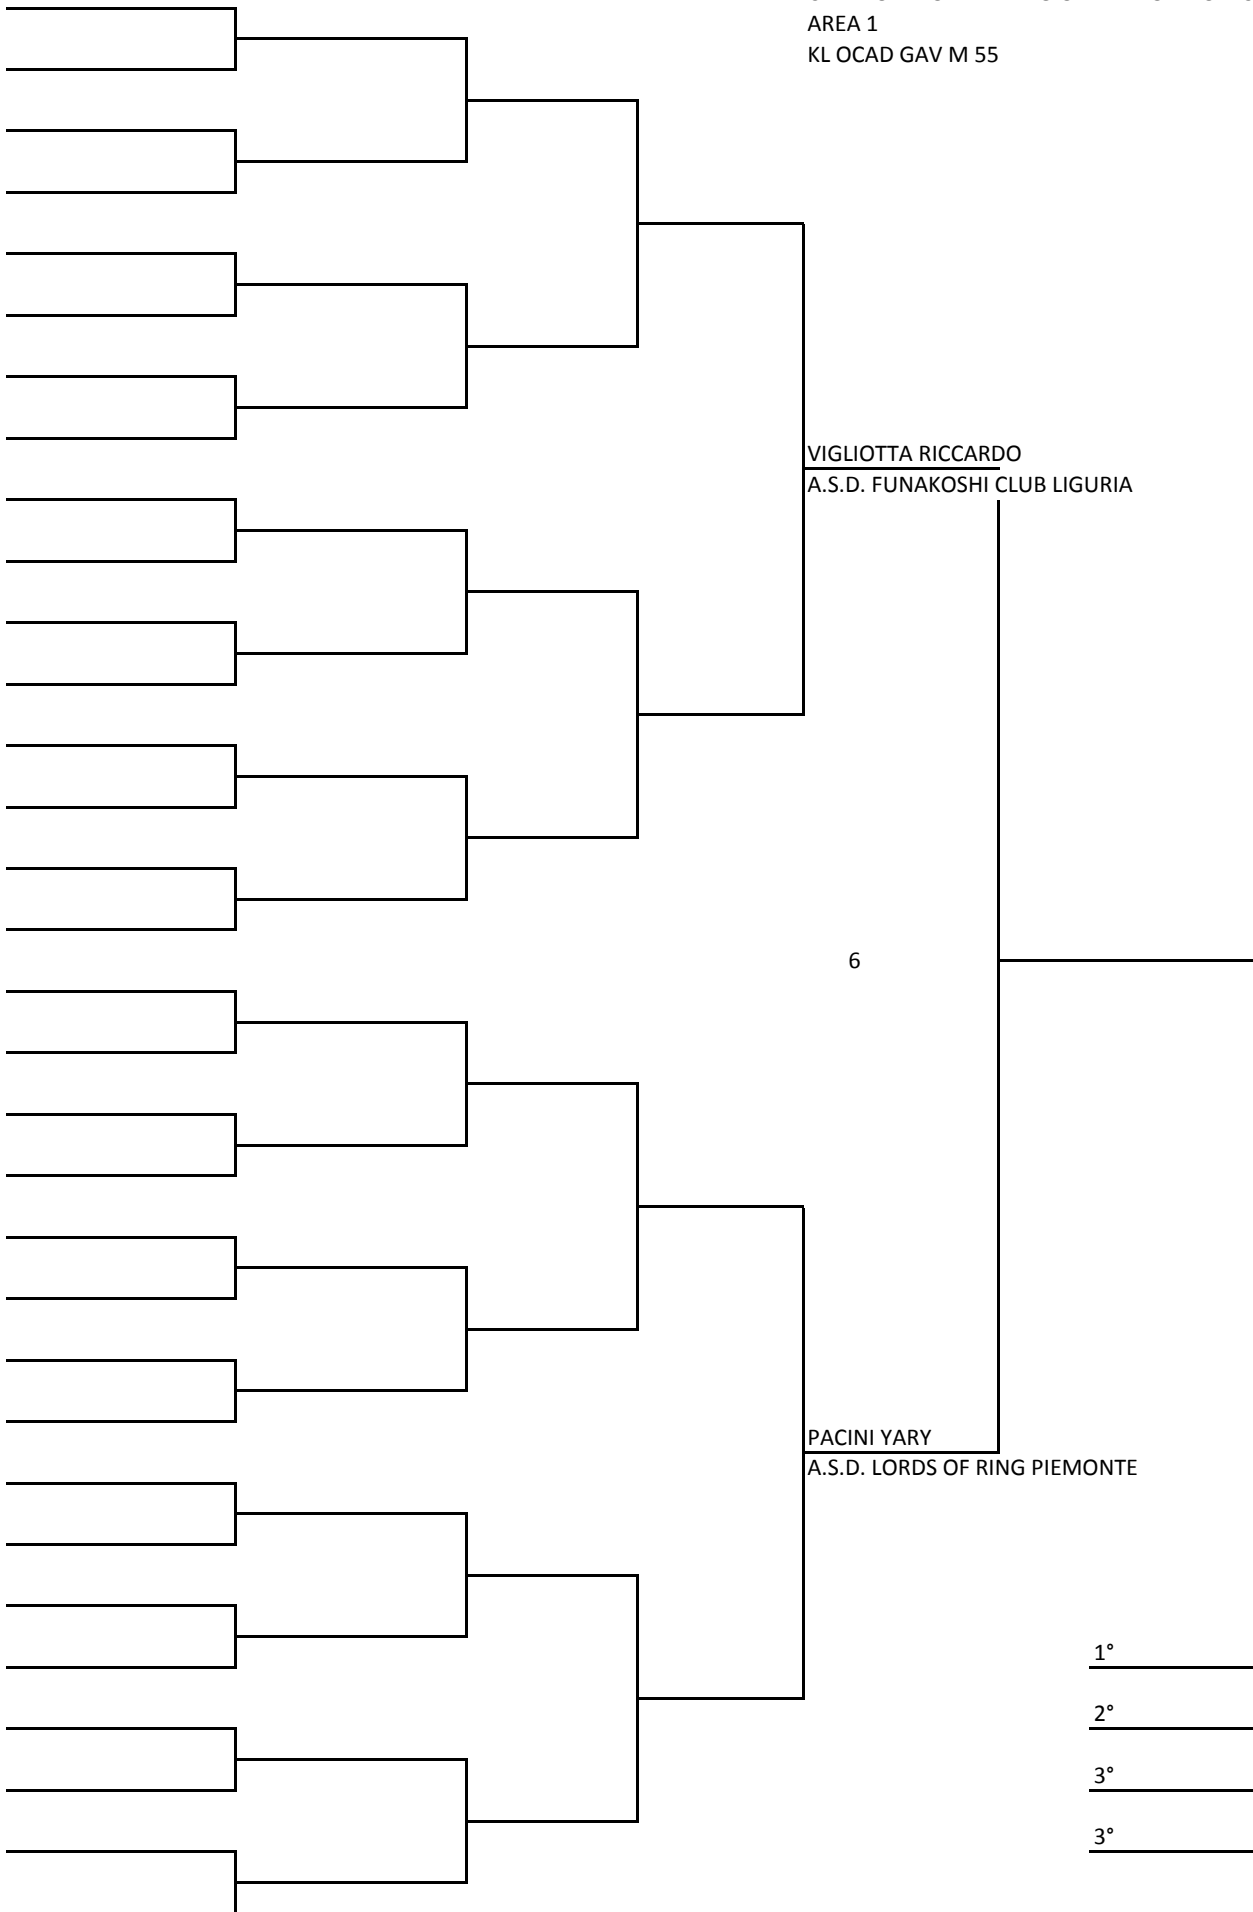 AREA 1
KL OCAD GAV M 55
VIGLIOTTA RICCARDO
A.S.D. FUNAKOSHI CLUB LIGURIA
6
PACINI YARY
A.S.D. LORDS OF RING PIEMONTE
1°
2°
3°
3°